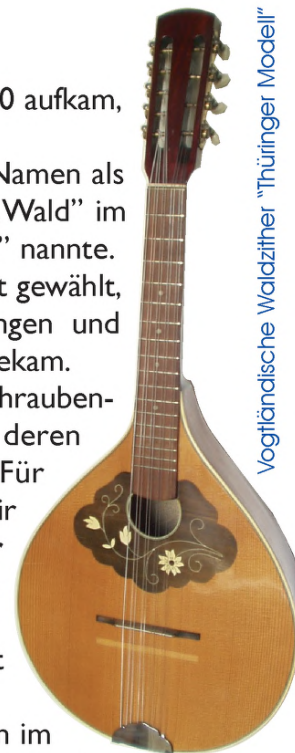 0 aufkam,
Namen als
Wald” im
” nannte.
t gewählt,
ngen und
ekam.
hrauben-
deren
Für
ir
r
t
n im
Vogtländische Waldzither “Thüringer Modell”